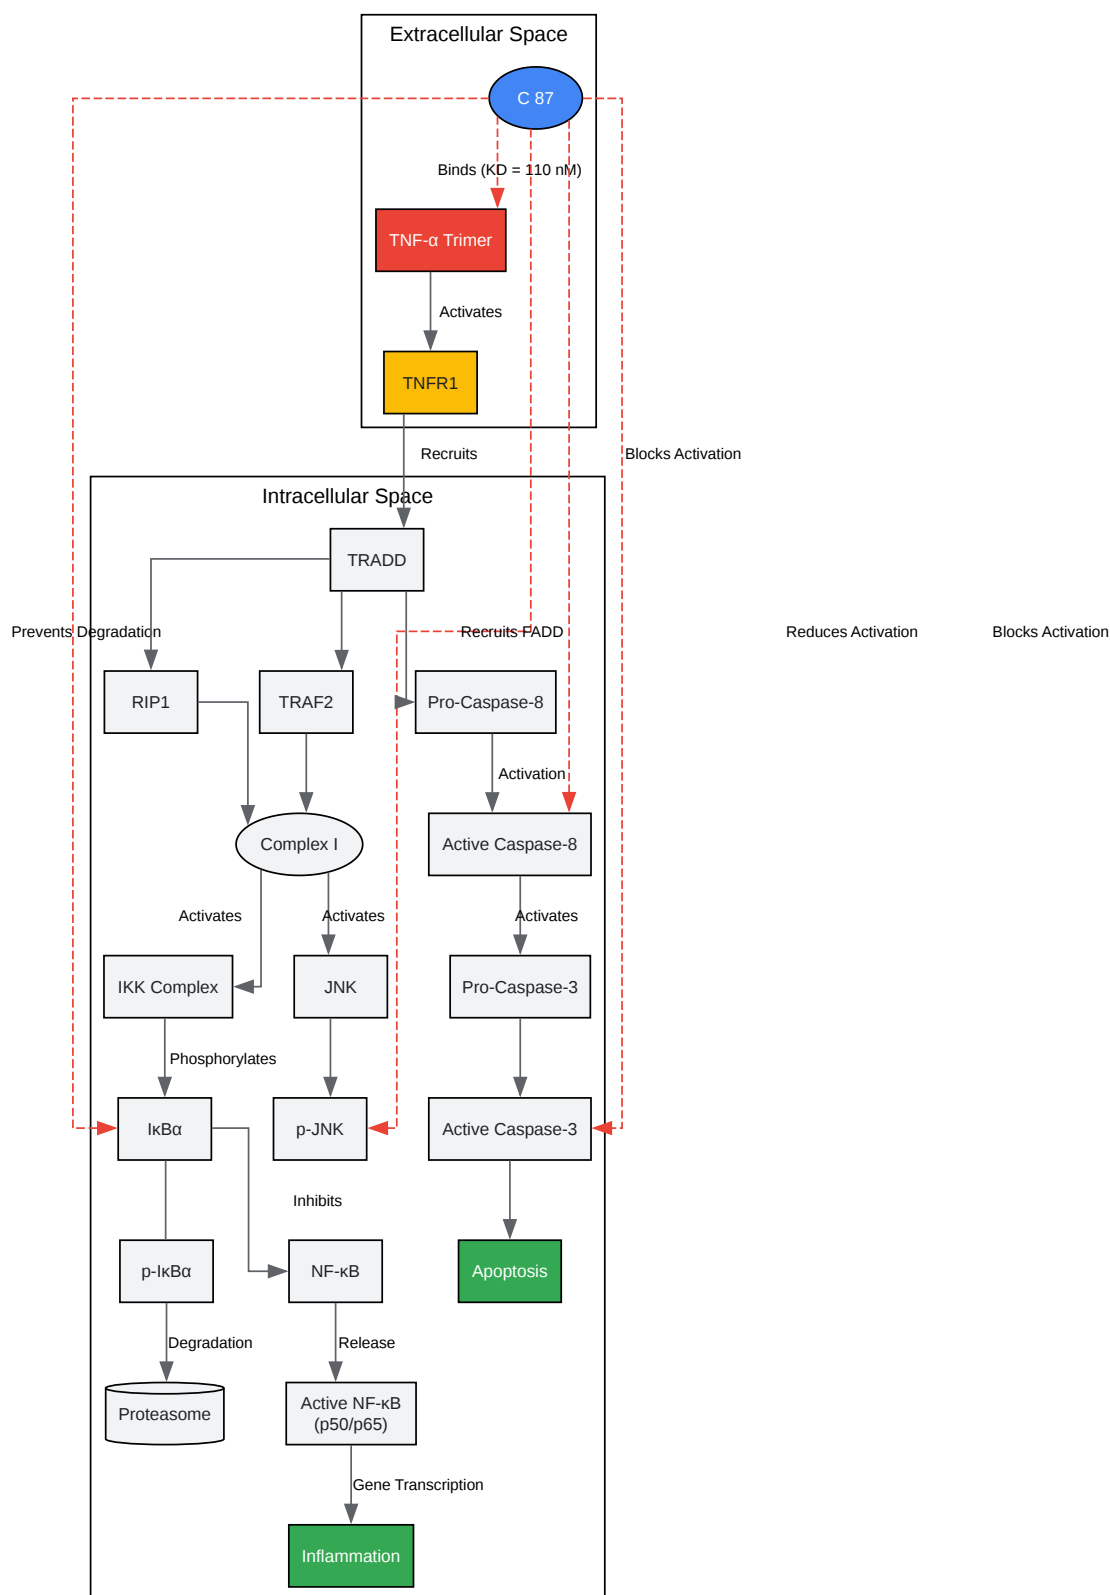 Extracellular Space
C 87
Binds (KD = 110 nM)
TNF-α Trimer
Activates
TNFR1
Recruits
Blocks Activation
Intracellular Space
TRADD
Prevents Degradation
Recruits FADD
Reduces Activation
Blocks Activation
RIP1
TRAF2
Pro-Caspase-8
Activation
Complex I
Active Caspase-8
Activates
Activates
Activates
IKK Complex
JNK
Pro-Caspase-3
Phosphorylates
IκBα
p-JNK
Active Caspase-3
Inhibits
p-IκBα
NF-κB
Apoptosis
Degradation
Release
Proteasome
Active NF-κB
(p50/p65)
Gene Transcription
Inflammation